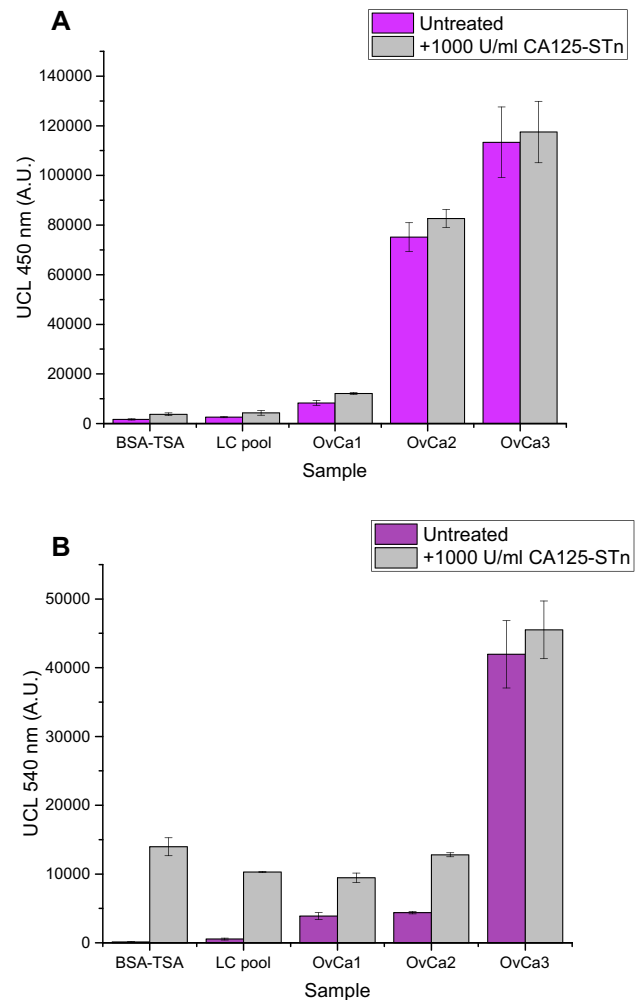 A
Untreated
+1000 U/ml CA125-STn
140000
120000
100000
80000
60000
40000
20000
0
UCL 450 nm (A.U.)
BSA-TSA LC pool OvCa1 OvCa2 OvCa3
Sample
B
Untreated
+1000 U/ml CA125-STn
50000
40000
30000
20000
10000
0
UCL 540 nm (A.U.)
BSA-TSA LC pool OvCa1 OvCa2 OvCa3
Sample